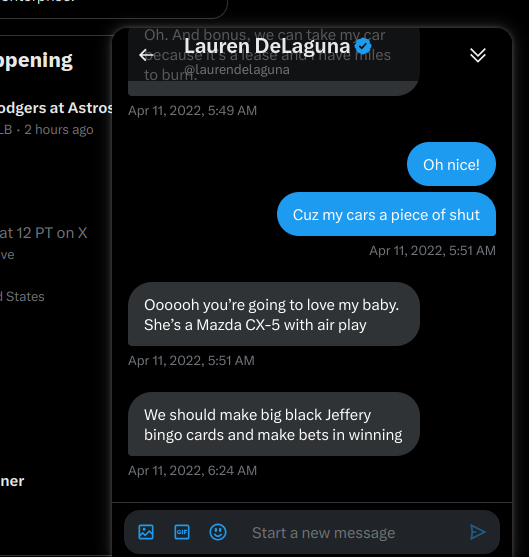 enterprise.
ppening
odgers at Astros
LB · 2 hours ago
at 12 PT on X
ve
d States
ner
Oh. And bonus, we can take my car
because it's a lease and I have miles
to burn.
Lauren DeLaguna
@laurendelaguna
Apr 11, 2022, 5:49 AM
Oh nice!
Cuz my cars a piece of shut
Apr 11, 2022, 5:51 AM
Oooooh you're going to love my baby.
She's a Mazda CX-5 with air play
Apr 11, 2022, 5:51 AM
We should make big black Jeffery
bingo cards and make bets in winning
Apr 11, 2022, 6:24 AM
GIF
Start a new message